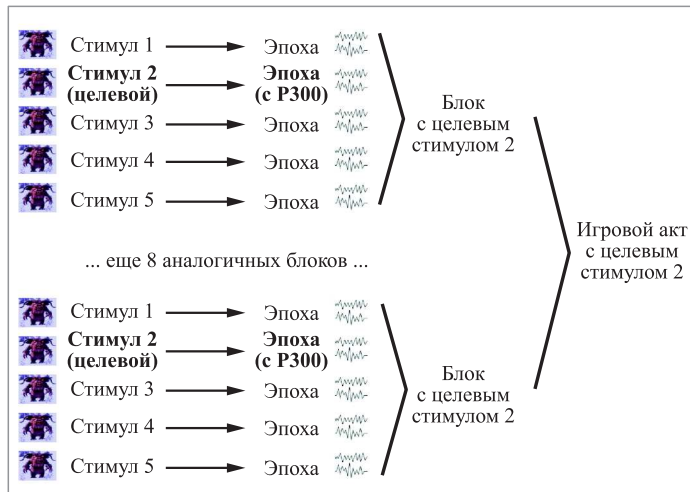 Стимул 1 Эпоха
Стимул 2 (целевой) Эпоха (с P300)
Стимул 3 Эпоха
Стимул 4 Эпоха
Стимул 5 Эпоха
Блок
с целевым
стимулом 2
... еще 8 аналогичных блоков ...
Стимул 1 Эпоха
Стимул 2 (целевой) Эпоха (с P300)
Стимул 3 Эпоха
Стимул 4 Эпоха
Стимул 5 Эпоха
Блок
с целевым
стимулом 2
Игровой акт
с целевым
стимулом 2